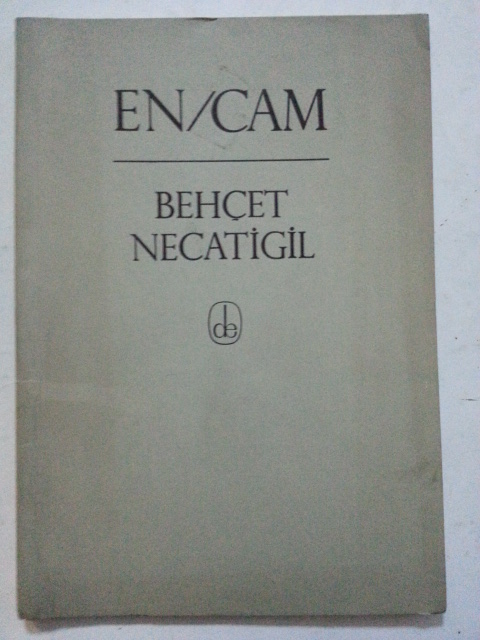 EN/CAM
BEHÇET
NECATİGİL
de